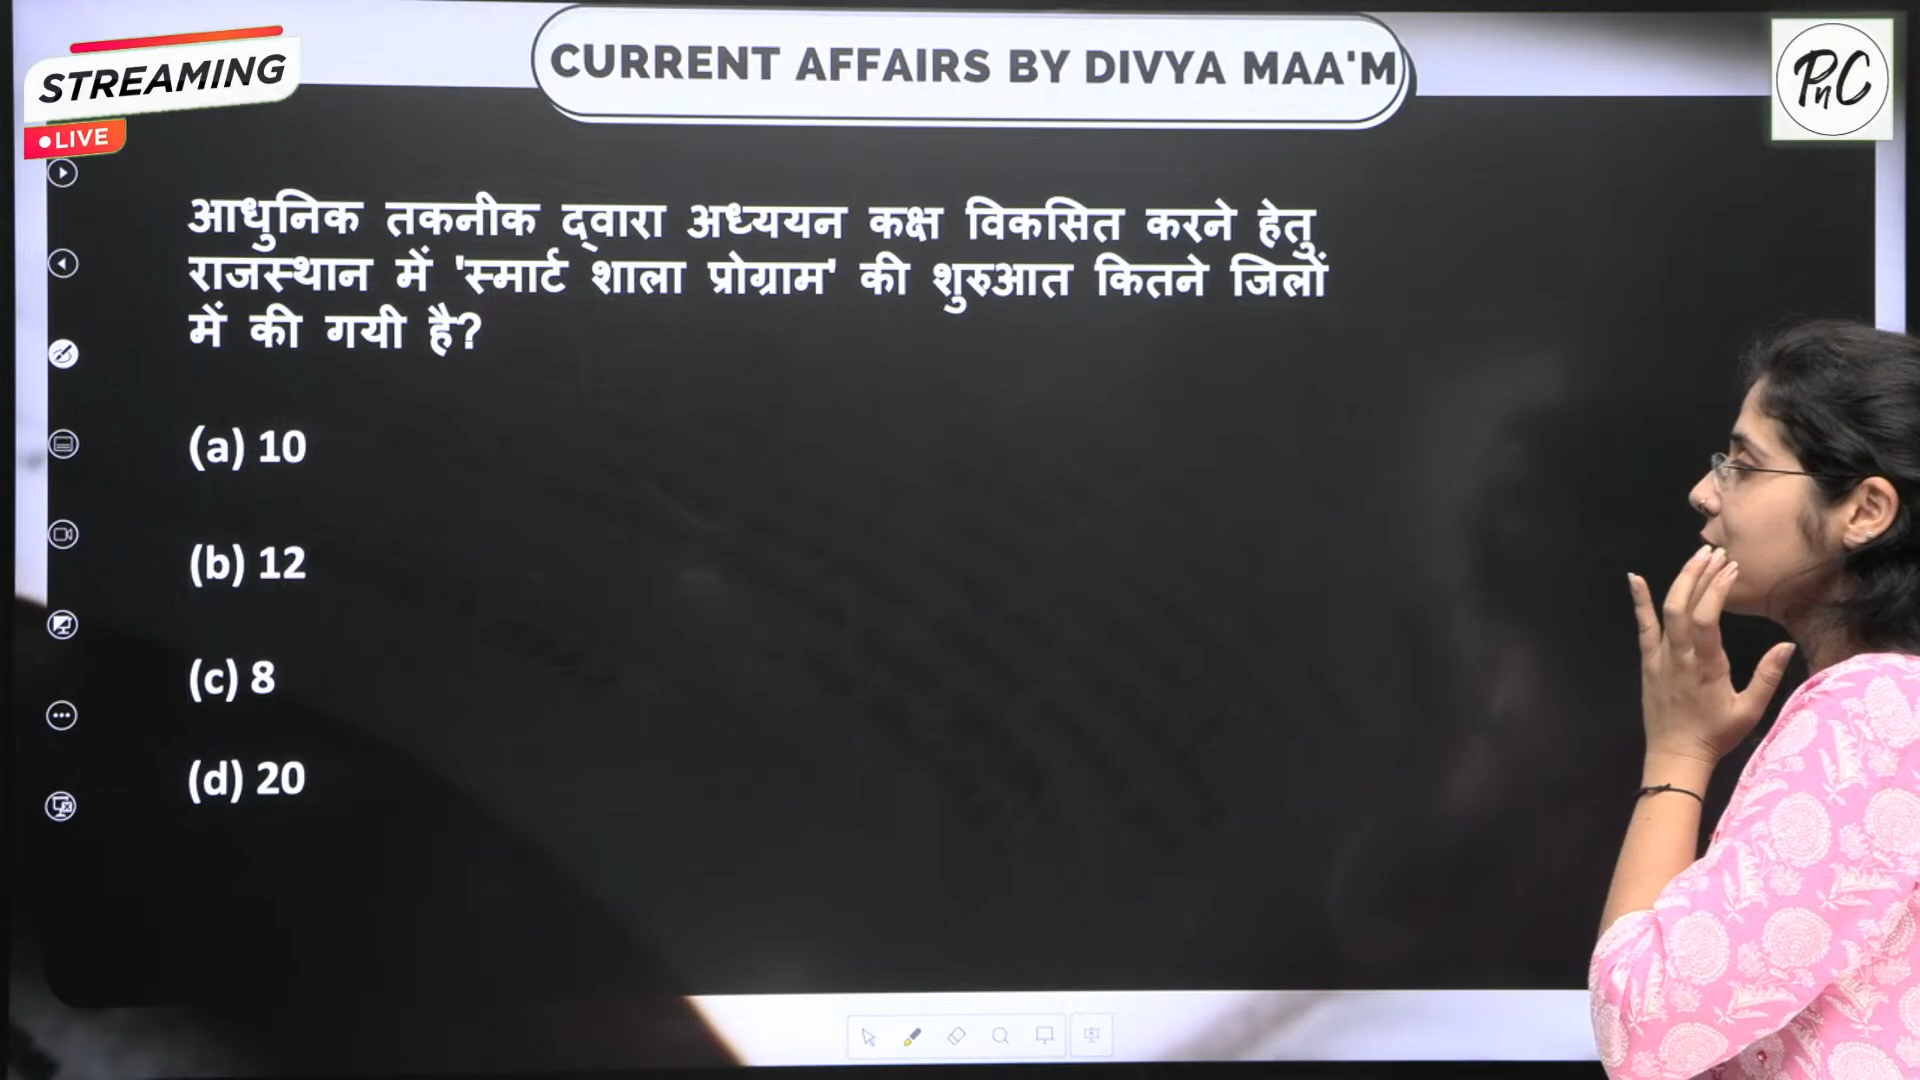 STREAMING
LIVE
CURRENT AFFAIRS BY DIVYA MAA'M
PnC
आधुनिक तकनीक द्वारा अध्ययन कक्ष विकसित करने हेतु
राजस्थान में 'स्मार्ट शाला प्रोग्राम' की शुरुआत कितने जिलों
में की गयी है?
(a) 10
(b) 12
(c) 8
(d) 20